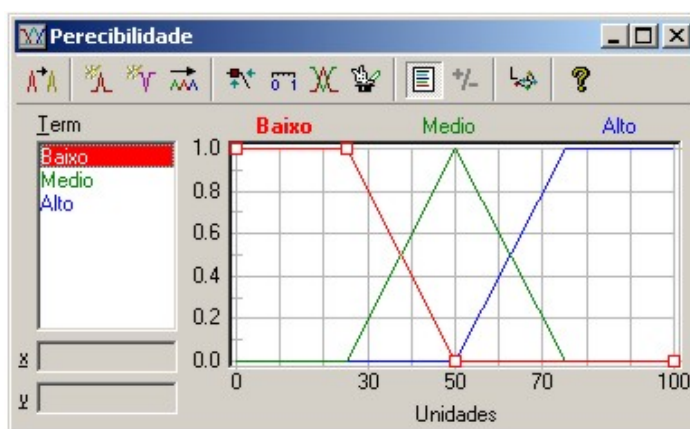 Perecibilidade
Term
Baixo
Medio
Alto
x
y
Baixo Medio Alto
1.0
0.8
0.6
0.4
0.2
0.0
0 30 50 70 100
Unidades